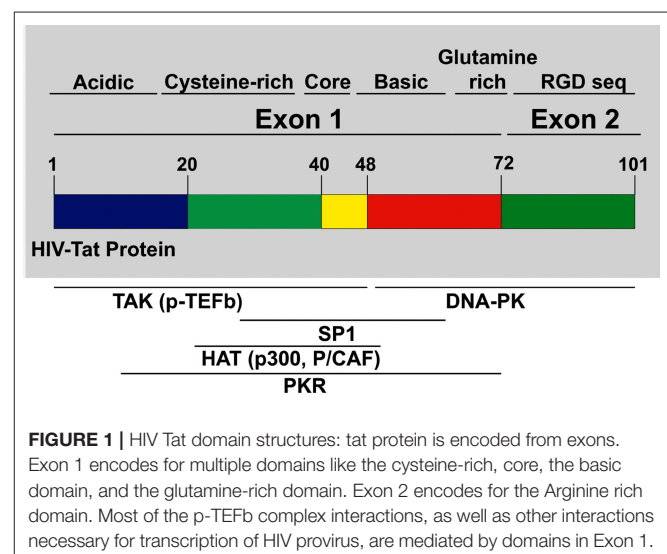 Glutamine
Acidic Cysteine-rich Core Basic rich RGD seq
Exon 1 Exon 2
1 20 40 48 72 101
HIV-Tat Protein
TAK (p-TEFb) DNA-PK
SP1
HAT (p300, P/CAF)
PKR
FIGURE 1 | HIV Tat domain structures: tat protein is encoded from exons.
Exon 1 encodes for multiple domains like the cysteine-rich, core, the basic
domain, and the glutamine-rich domain. Exon 2 encodes for the Arginine rich
domain. Most of the p-TEFb complex interactions, as well as other interactions
necessary for transcription of HIV provirus, are mediated by domains in Exon 1.